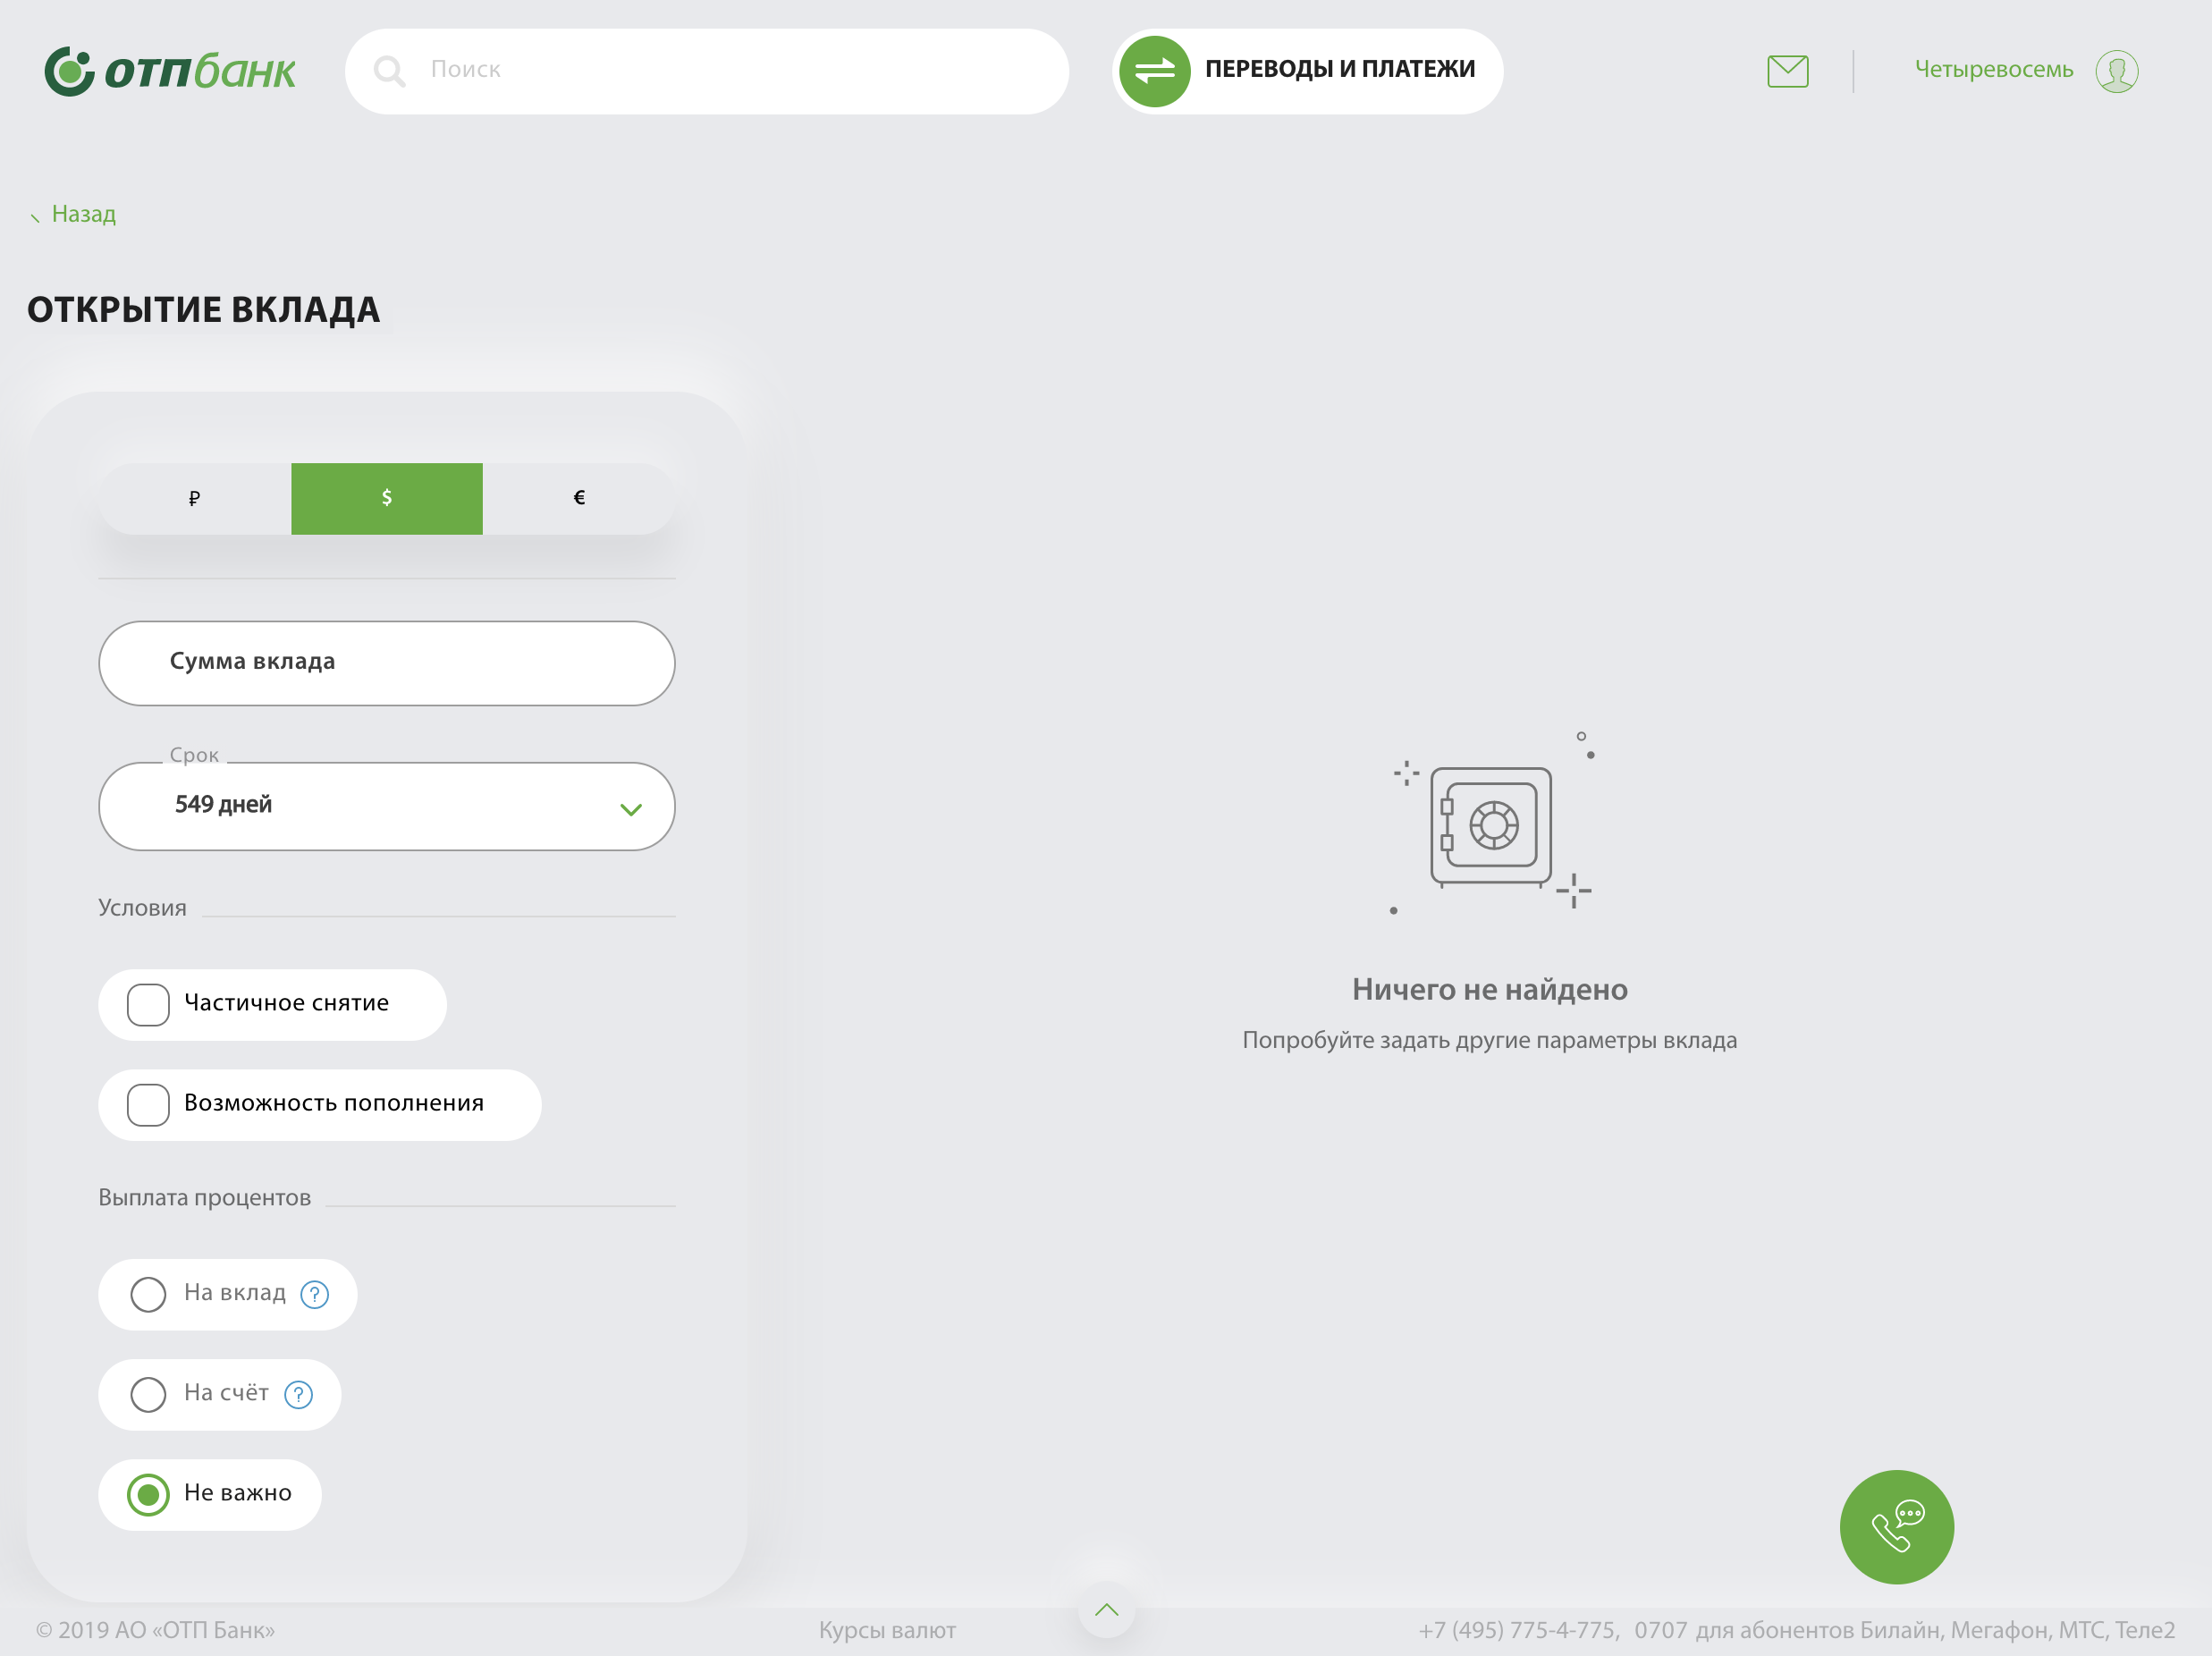 отпбанк
Поиск
ПЕРЕВОДЫ И ПЛАТЕЖИ
Четыревосемь
Назад
ОТКРЫТИЕ ВКЛАДА
₽ $ €
Сумма вклада
Срок
549 дней
Условия
Частичное снятие
Возможность пополнения
Выплата процентов
На вклад ?
На счёт ?
Не важно
Ничего не найдено
Попробуйте задать другие параметры вклада
© 2019 АО «ОТП Банк» Курсы валют +7 (495) 775-4-775, 0707 для абонентов Билайн, Мегафон, МТС, Теле2